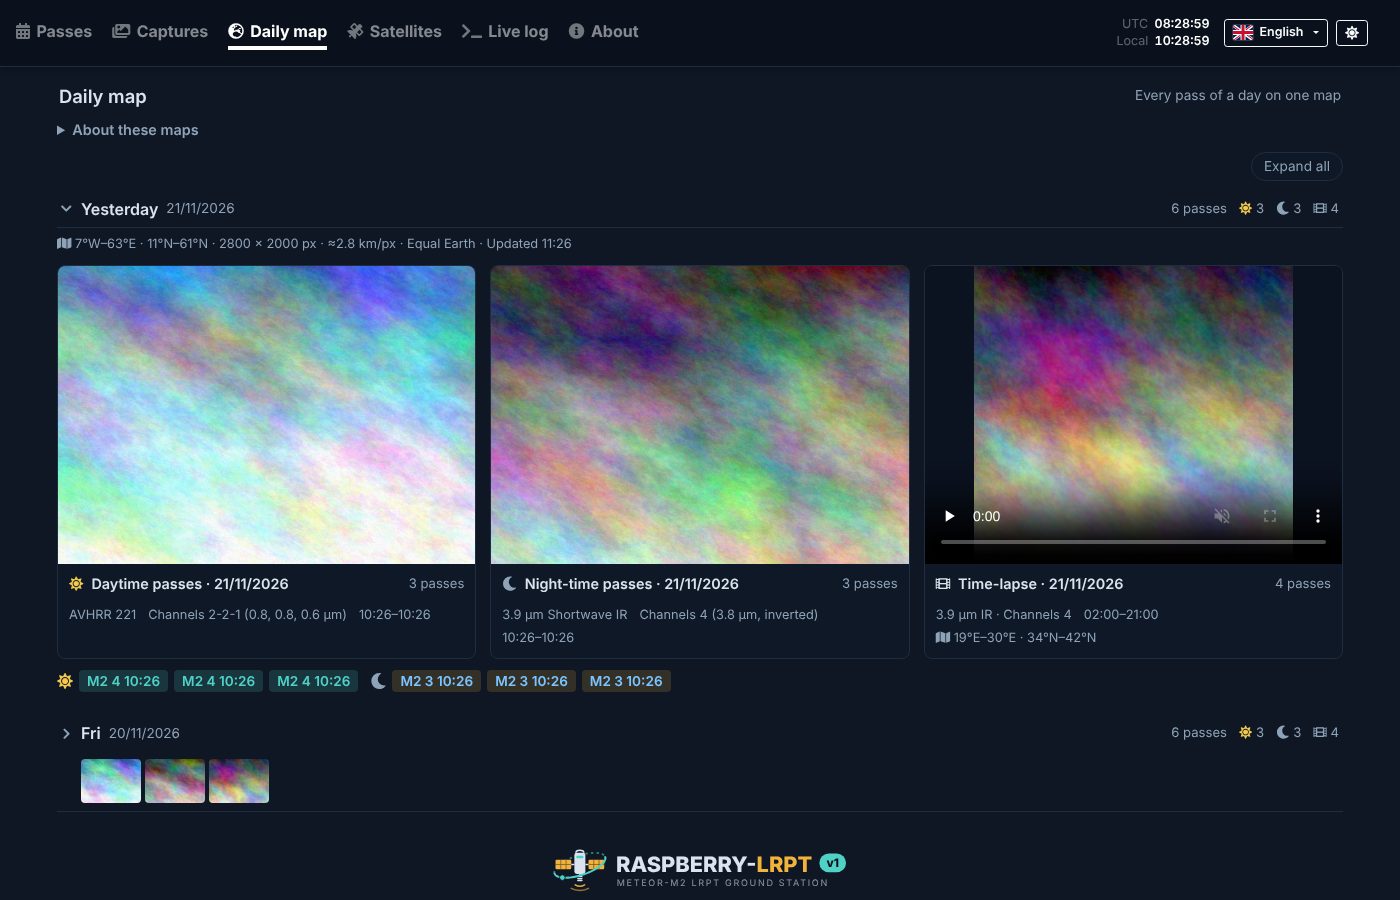 Passes Captures Daily map Satellites Live log About
UTC 08:28:59
Local 10:28:59
English
Daily map
Every pass of a day on one map
About these maps
Expand all
Yesterday 21/11/2026
6 passes 3 3 4
7°W–63°E · 11°N–61°N · 2800 × 2000 px · ≈2.8 km/px · Equal Earth · Updated 11:26
0:00
Daytime passes · 21/11/2026 3 passes
AVHRR 221 Channels 2-2-1 (0.8, 0.8, 0.6 µm) 10:26–10:26
Night-time passes · 21/11/2026 3 passes
3.9 µm Shortwave IR Channels 4 (3.8 µm, inverted)
10:26–10:26
Time-lapse · 21/11/2026 4 passes
3.9 µm IR · Channels 4 02:00–21:00
19°E–30°E · 34°N–42°N
M2 4 10:26 M2 4 10:26 M2 4 10:26 M2 3 10:26 M2 3 10:26 M2 3 10:26
Fri 20/11/2026
6 passes 3 3 4
RASPBERRY-LRPT v1
METEOR-M2 LRPT GROUND STATION